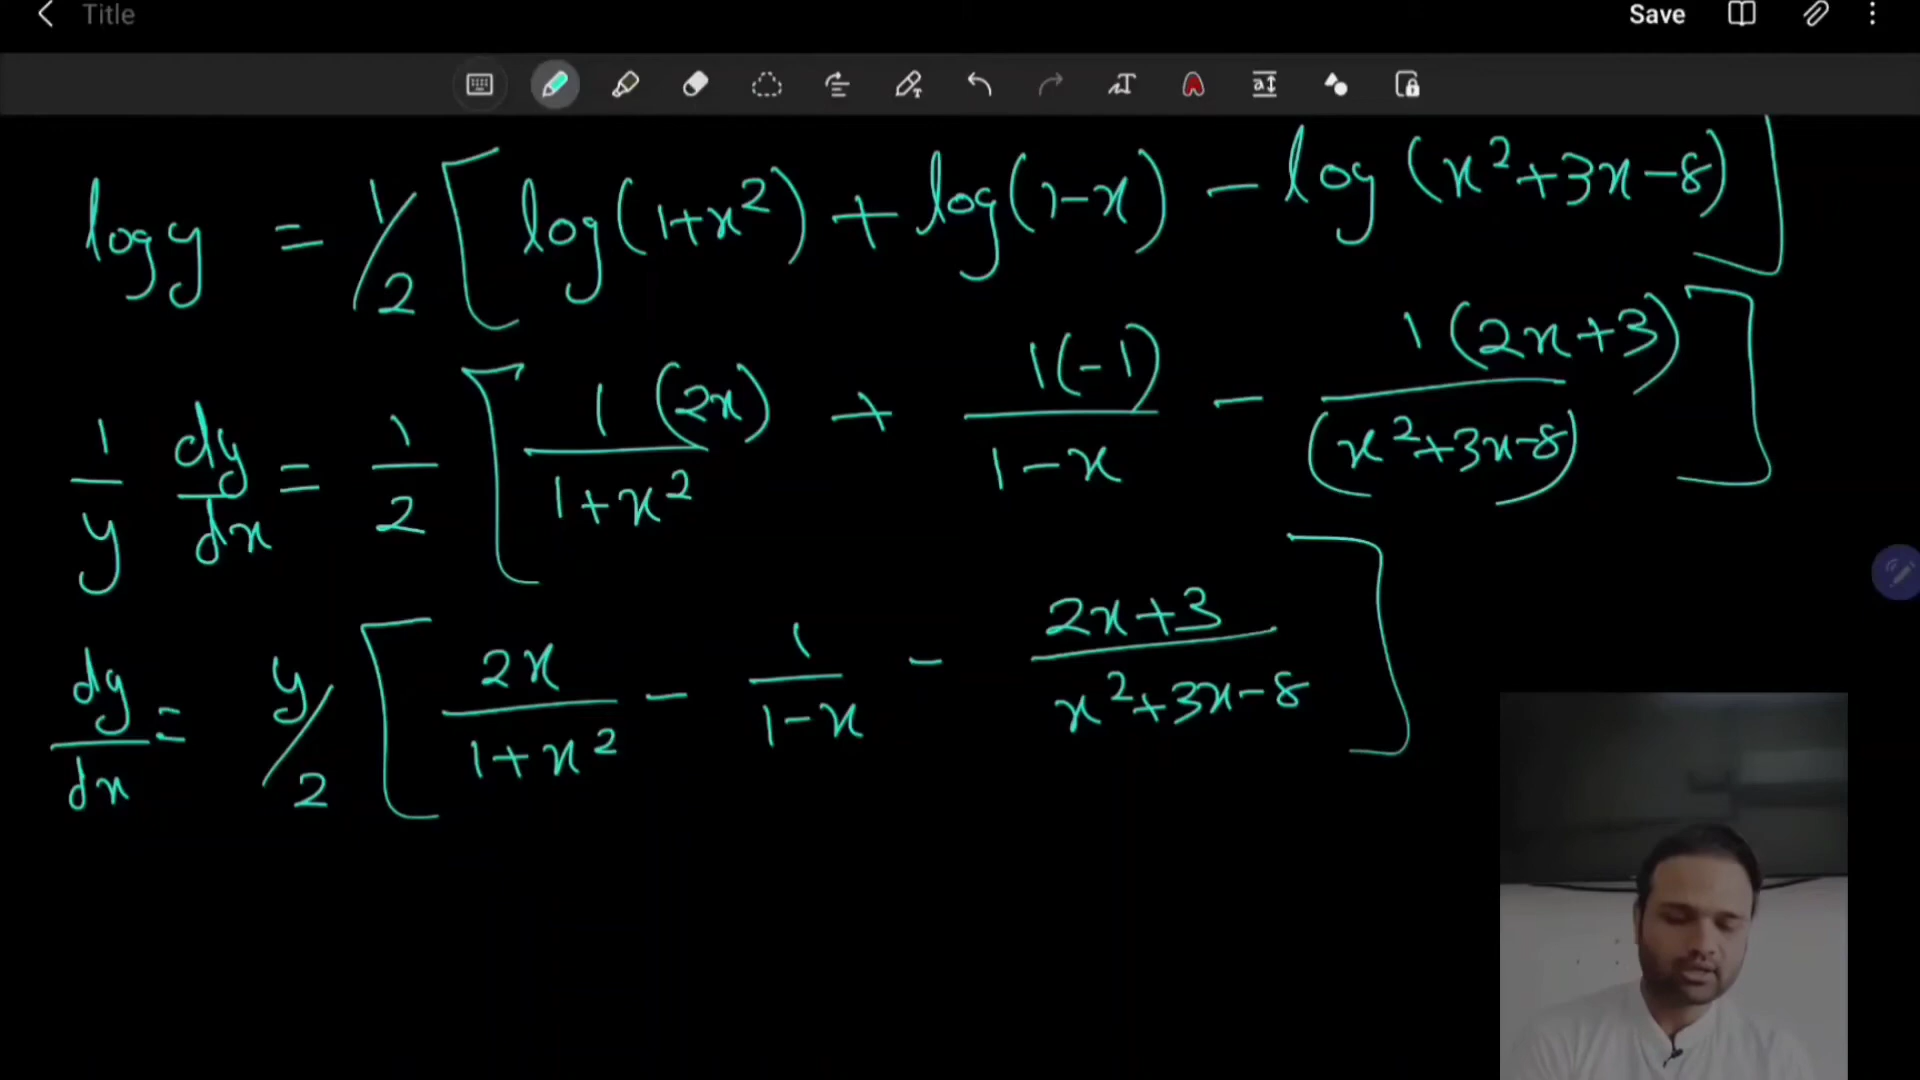 Title
Save
log y = 1/2 [ log(1+x²) + log(1-x) - log (x²+3x-8) ]
1/y dy/dx = 1/2 [ 1 (2x)/1+x² + 1(-1)/1-x - 1 (2x+3)/(x²+3x-8) ]
dy/dx = y/2 [ 2x/1+x² - 1/1-x - 2x+3/x²+3x-8 ]